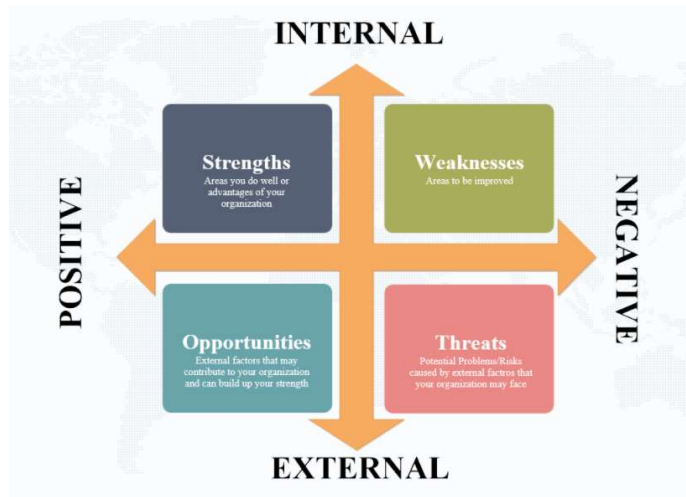 INTERNAL
POSITIVE
Strengths
Areas you do well or
advantages of your
organization
Weaknesses
Areas to be improved
NEGATIVE
Opportunities
External factors that may
contribute to your organization
and can build up your strength
Threats
Potential Problems/Risks
caused by external factros that
your organization may face
EXTERNAL